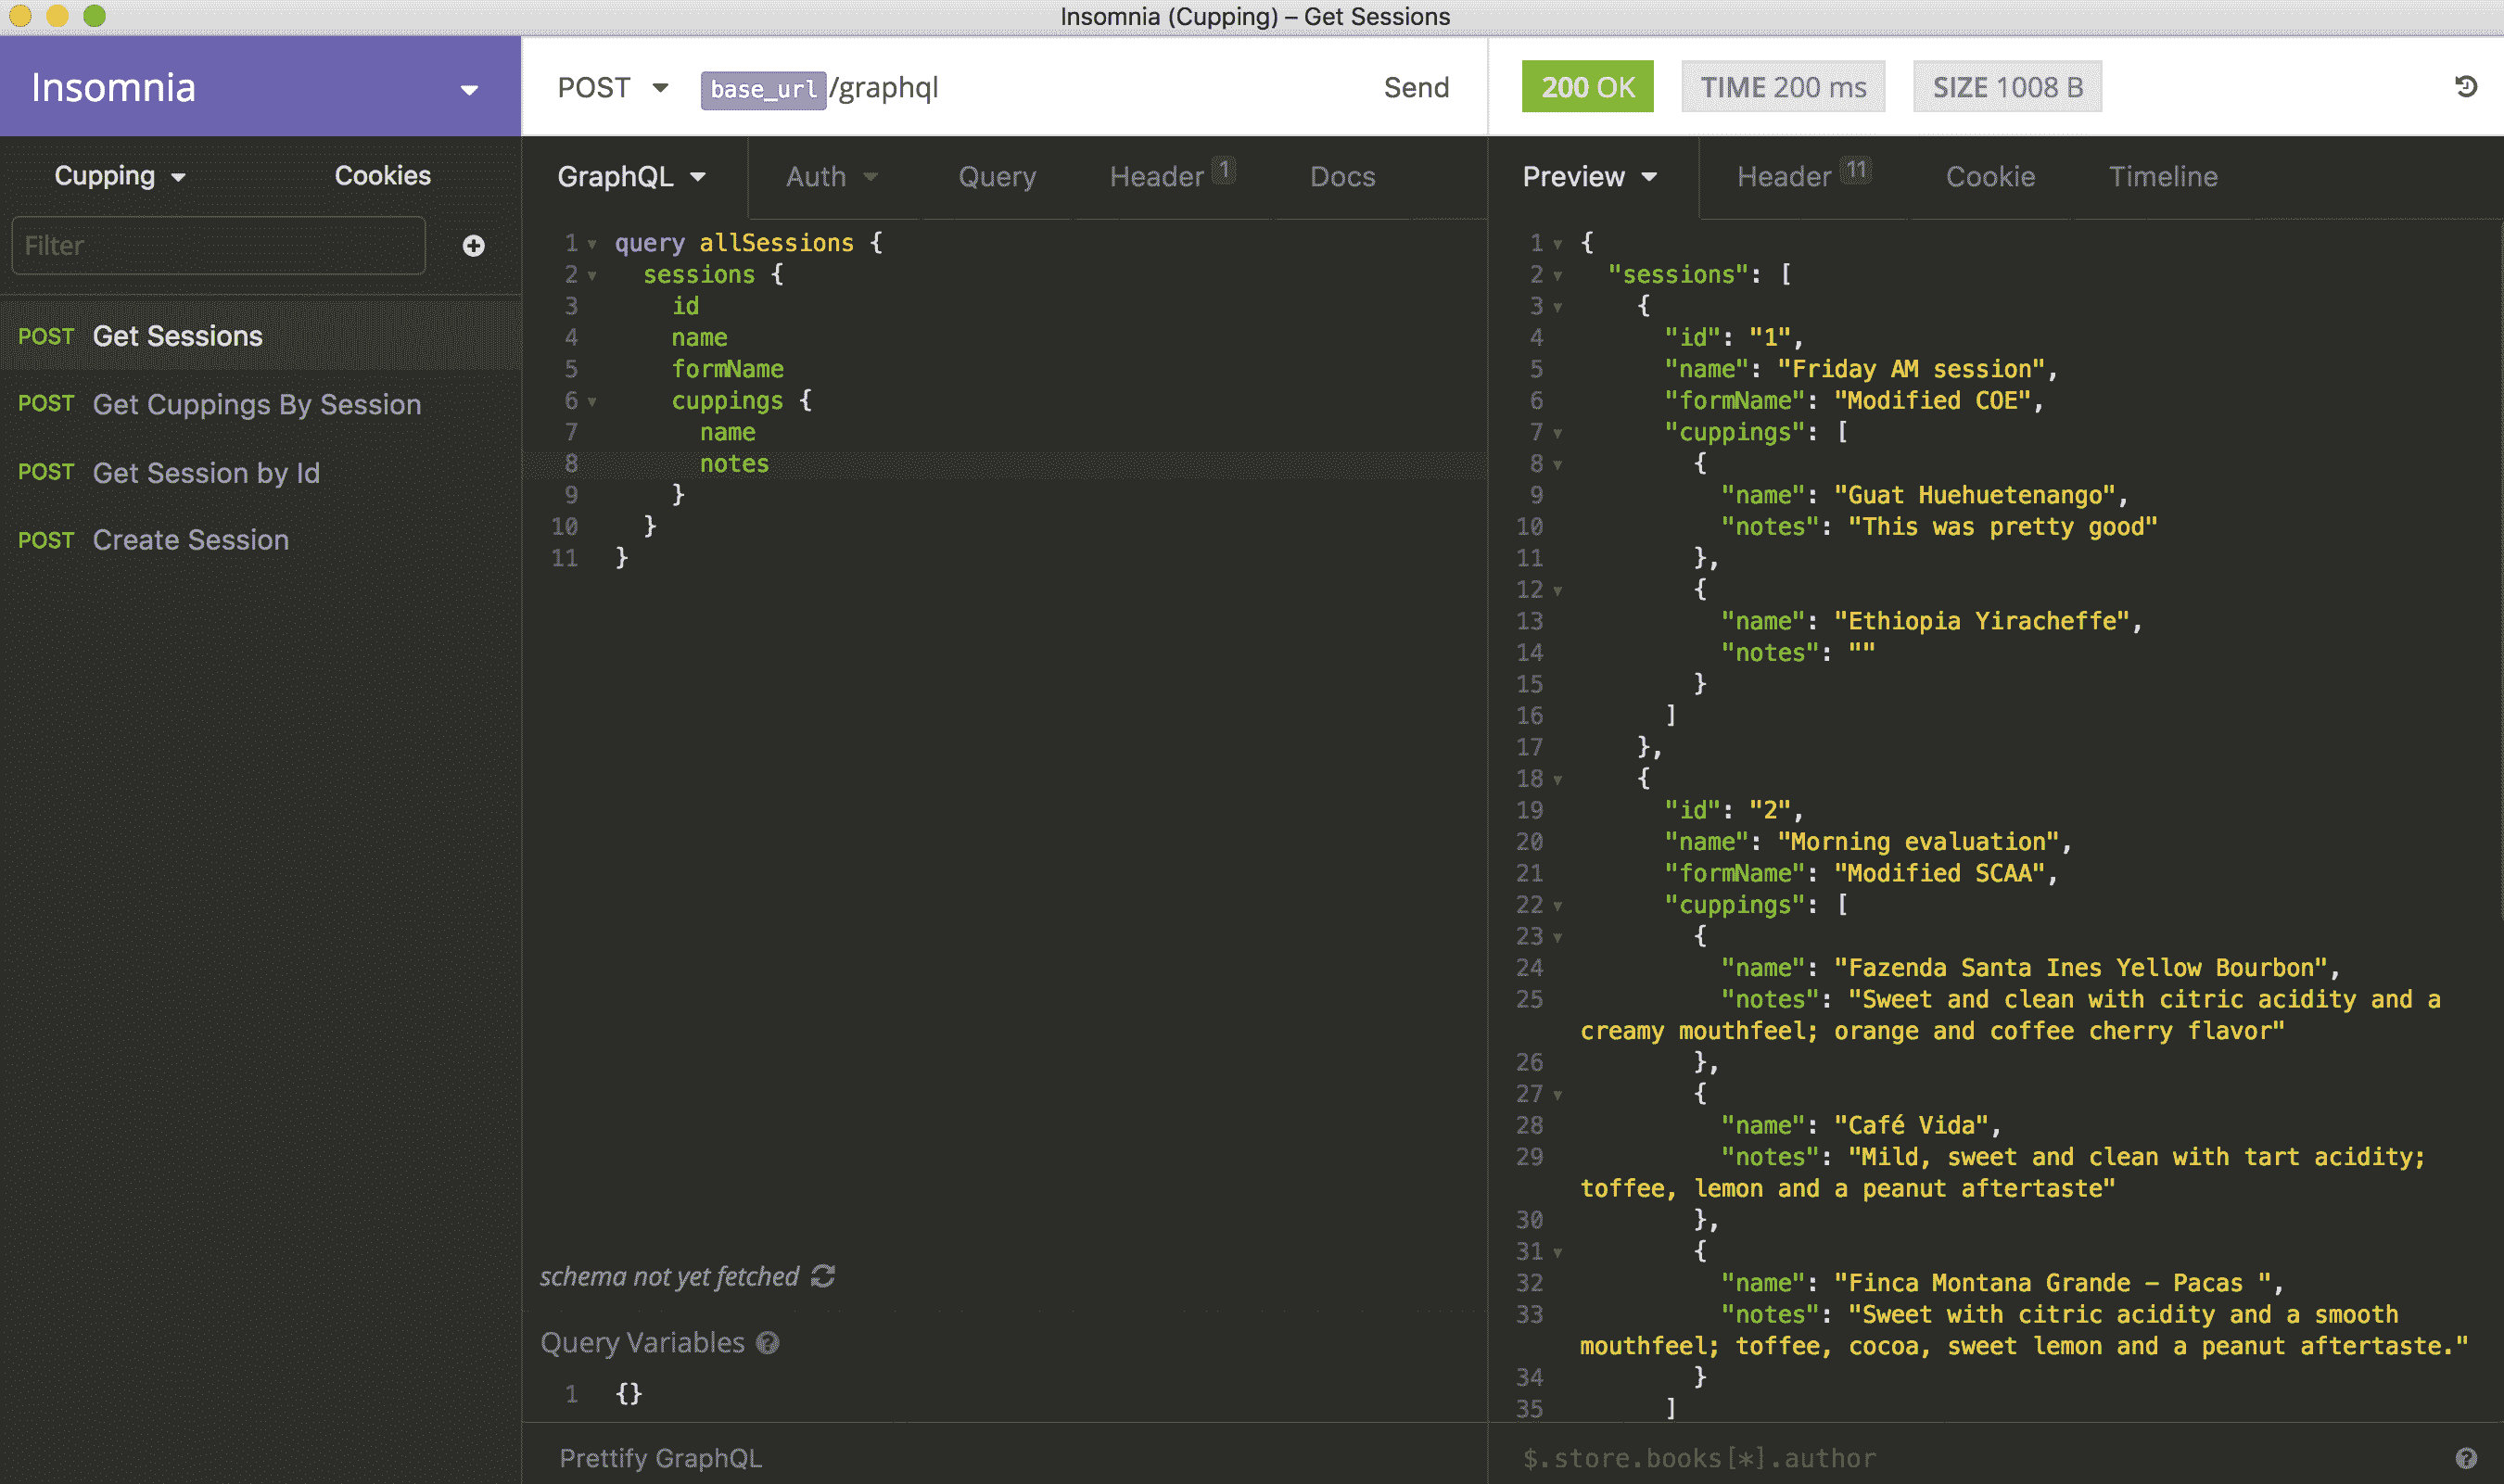 Insomnia (Cupping) – Get Sessions
Insomnia
POST base_url/graphql Send
200 OK TIME 200 ms SIZE 1008 B
Cupping Cookies
Filter
POST Get Sessions
POST Get Cuppings By Session
POST Get Session by Id
POST Create Session
GraphQL Auth Query Header 1 Docs
1 query allSessions {
2 sessions {
3 id
4 name
5 formName
6 cuppings {
7 name
8 notes
9 }
10 }
11 }
schema not yet fetched
Query Variables
1 {}
Prettify GraphQL
Preview Header 11 Cookie Timeline
1 {
2 "sessions": [
3 {
4 "id": "1",
5 "name": "Friday AM session",
6 "formName": "Modified COE",
7 "cuppings": [
8 {
9 "name": "Guat Huehuetenango",
10 "notes": "This was pretty good"
11 },
12 {
13 "name": "Ethiopia Yiracheffe",
14 "notes": ""
15 }
16 ]
17 },
18 {
19 "id": "2",
20 "name": "Morning evaluation",
21 "formName": "Modified SCAA",
22 "cuppings": [
23 {
24 "name": "Fazenda Santa Ines Yellow Bourbon",
25 "notes": "Sweet and clean with citric acidity and a
creamy mouthfeel; orange and coffee cherry flavor"
26 },
27 {
28 "name": "Café Vida",
29 "notes": "Mild, sweet and clean with tart acidity;
toffee, lemon and a peanut aftertaste"
30 },
31 {
32 "name": "Finca Montana Grande – Pacas ",
33 "notes": "Sweet with citric acidity and a smooth
mouthfeel; toffee, cocoa, sweet lemon and a peanut aftertaste."
34 }
35 ]
$.store.books[*].author